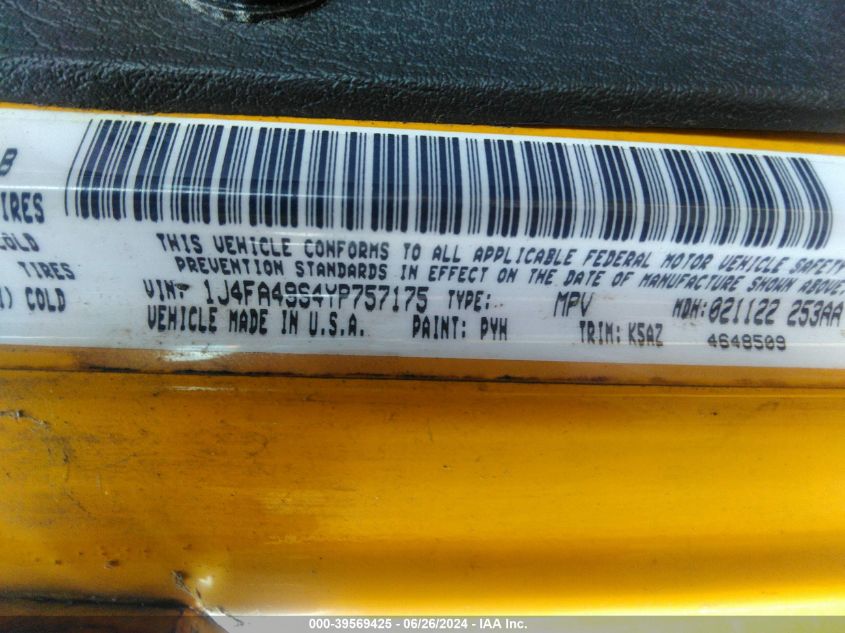 B
IRES
COLD
TIRES
I) COLD
THIS VEHICLE CONFORMS TO ALL APPLICABLE FEDERAL MOTOR VEHICLE SAFETY
PREVENTION STANDARDS IN EFFECT ON THE DATE OF MANUFACTURE SHOWN ABOVE.
VIN: 1J4FA49S4YP757175 TYPE: MPV MDH:021122 253AA
VEHICLE MADE IN U.S.A. PAINT: PYH TRIM: K5AZ 4648509
000-39569425 - 06/26/2024 - IAA Inc.